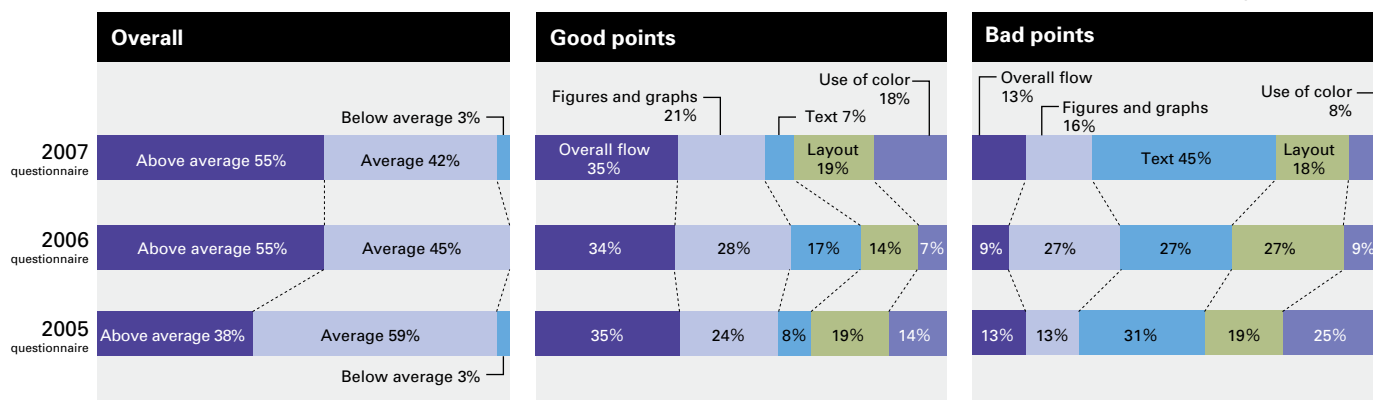 Overall
Good points
Bad points
Below average 3%
Figures and graphs
21%
Text 7%
Use of color
18%
Overall flow
13%
Figures and graphs
16%
Use of color
8%
2007
questionnaire
Above average 55%
Average 42%
Overall flow
35%
Layout
19%
Text 45%
Layout
18%
2006
questionnaire
Above average 55%
Average 45%
34%
28%
17%
14%
7%
9%
27%
27%
27%
9%
2005
questionnaire
Above average 38%
Average 59%
Below average 3%
35%
24%
8%
19%
14%
13%
13%
31%
19%
25%